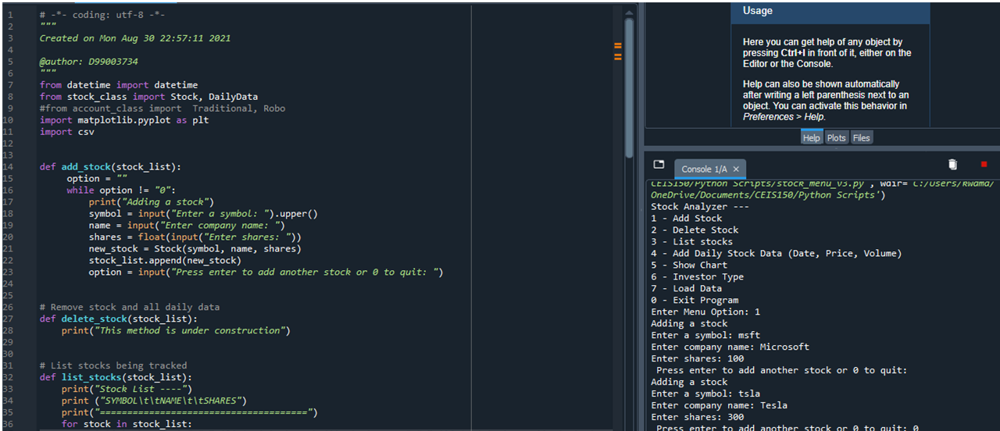 1 # -*- coding: utf-8 -*-
2 """
3 Created on Mon Aug 30 22:57:11 2021
4
5 @author: D99003734
6 """
7 from datetime import datetime
8 from stock_class import Stock, DailyData
9 #from account_class import  Traditional, Robo
10 import matplotlib.pyplot as plt
11 import csv
12
13
14 def add_stock(stock_list):
15     option = ""
16     while option != "0":
17         print("Adding a stock")
18         symbol = input("Enter a symbol: ").upper()
19         name = input("Enter company name: ")
20         shares = float(input("Enter shares: "))
21         new_stock = Stock(symbol, name, shares)
22         stock_list.append(new_stock)
23         option = input("Press enter to add another stock or 0 to quit: ")
24
25
26 # Remove stock and all daily data
27 def delete_stock(stock_list):
28     print("This method is under construction")
29
30
31 # List stocks being tracked
32 def list_stocks(stock_list):
33     print("Stock List ----")
34     print ("SYMBOL\t\tNAME\t\tSHARES")
35     print("======================================")
36     for stock in stock_list:
Usage
Here you can get help of any object by
pressing Ctrl+I in front of it, either on the
Editor or the Console.
Help can also be shown automatically
after writing a left parenthesis next to an
object. You can activate this behavior in
Preferences > Help.
Help Plots Files
Console 1/A ×
CEIS150/Python Scripts/stock_menu_v3.py', wdir='C:/Users/Rwama/
OneDrive/Documents/CEIS150/Python Scripts')
Stock Analyzer ---
1 - Add Stock
2 - Delete Stock
3 - List stocks
4 - Add Daily Stock Data (Date, Price, Volume)
5 - Show Chart
6 - Investor Type
7 - Load Data
0 - Exit Program
Enter Menu Option: 1
Adding a stock
Enter a symbol: msft
Enter company name: Microsoft
Enter shares: 100
Press enter to add another stock or 0 to quit:
Adding a stock
Enter a symbol: tsla
Enter company name: Tesla
Enter shares: 300
Press enter to add another stock or 0 to quit: 0